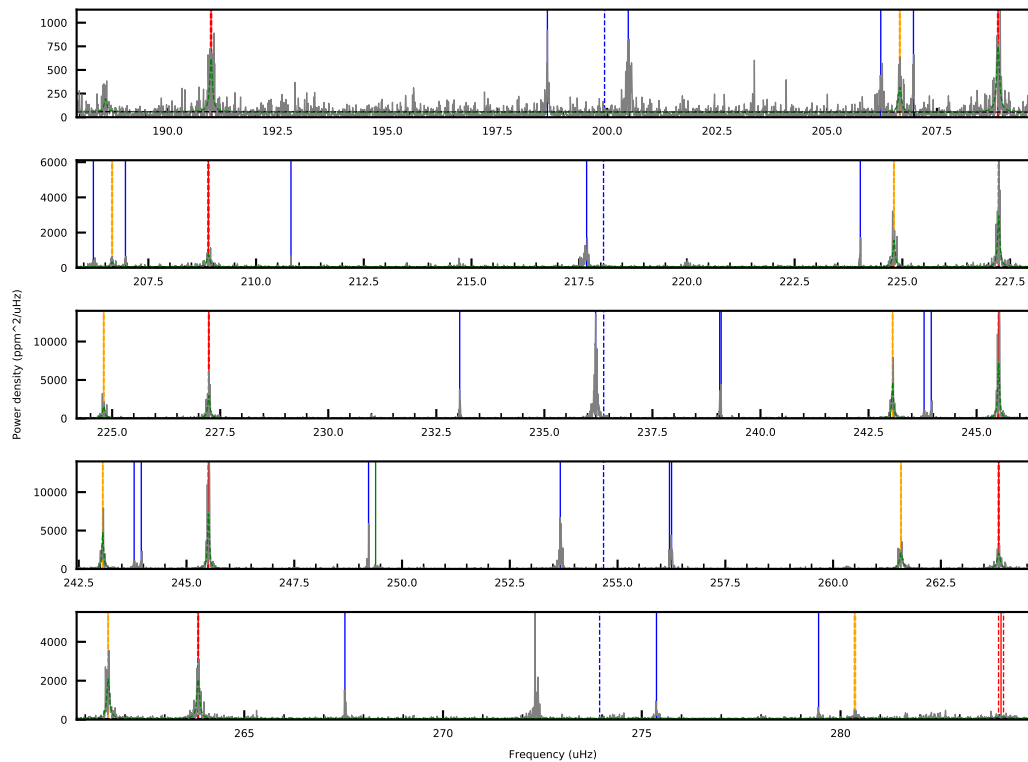 1000
750
500
250
0
190.0 192.5 195.0 197.5 200.0 202.5 205.0 207.5
6000
4000
2000
0
207.5 210.0 212.5 215.0 217.5 220.0 222.5 225.0 227.5
Power density (ppm^2/uHz)
10000
5000
0
225.0 227.5 230.0 232.5 235.0 237.5 240.0 242.5 245.0
10000
5000
0
242.5 245.0 247.5 250.0 252.5 255.0 257.5 260.0 262.5
4000
2000
0
265 270 275 280
Frequency (uHz)